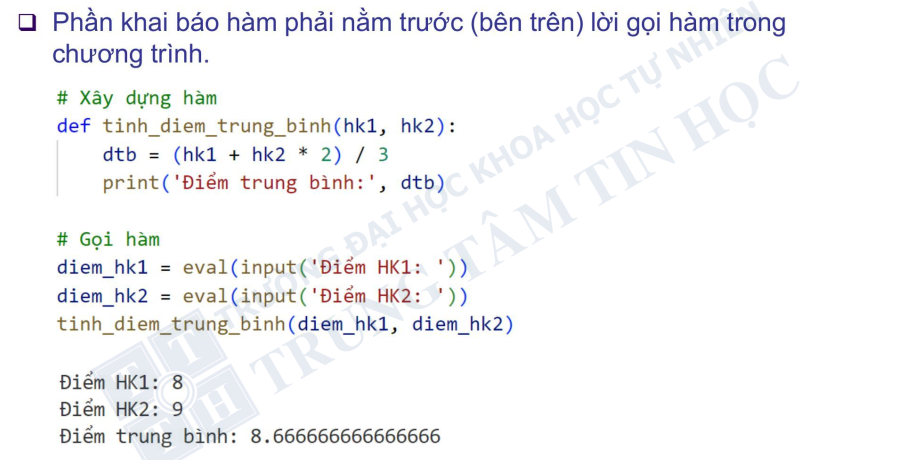 Phần khai báo hàm phải nằm trước (bên trên) lời gọi hàm trong
chương trình.
# Xây dựng hàm
def tinh_diem_trung_binh(hk1, hk2):
    dtb = (hk1 + hk2 * 2) / 3
    print('Điểm trung bình:', dtb)
# Gọi hàm
diem_hk1 = eval(input('Điểm HK1: '))
diem_hk2 = eval(input('Điểm HK2: '))
tinh_diem_trung_binh(diem_hk1, diem_hk2)
Điểm HK1: 8
Điểm HK2: 9
Điểm trung bình: 8.666666666666666
TRƯỜNG ĐẠI HỌC KHOA HỌC TỰ NHIÊN
TRUNG TÂM TIN HỌC